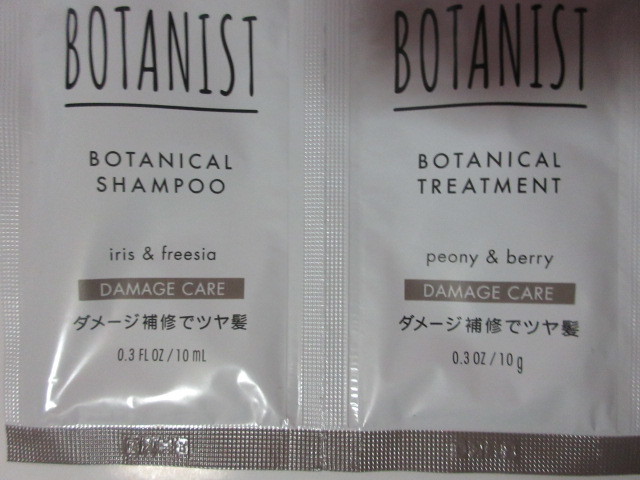 BOTANIST
BOTANICAL
SHAMPOO
iris & freesia
DAMAGE CARE
ダメージ補修でツヤ髪
0.3 FL OZ / 10 mL
BOTANIST
BOTANICAL
TREATMENT
peony & berry
DAMAGE CARE
ダメージ補修でツヤ髪
0.3 OZ / 10 g